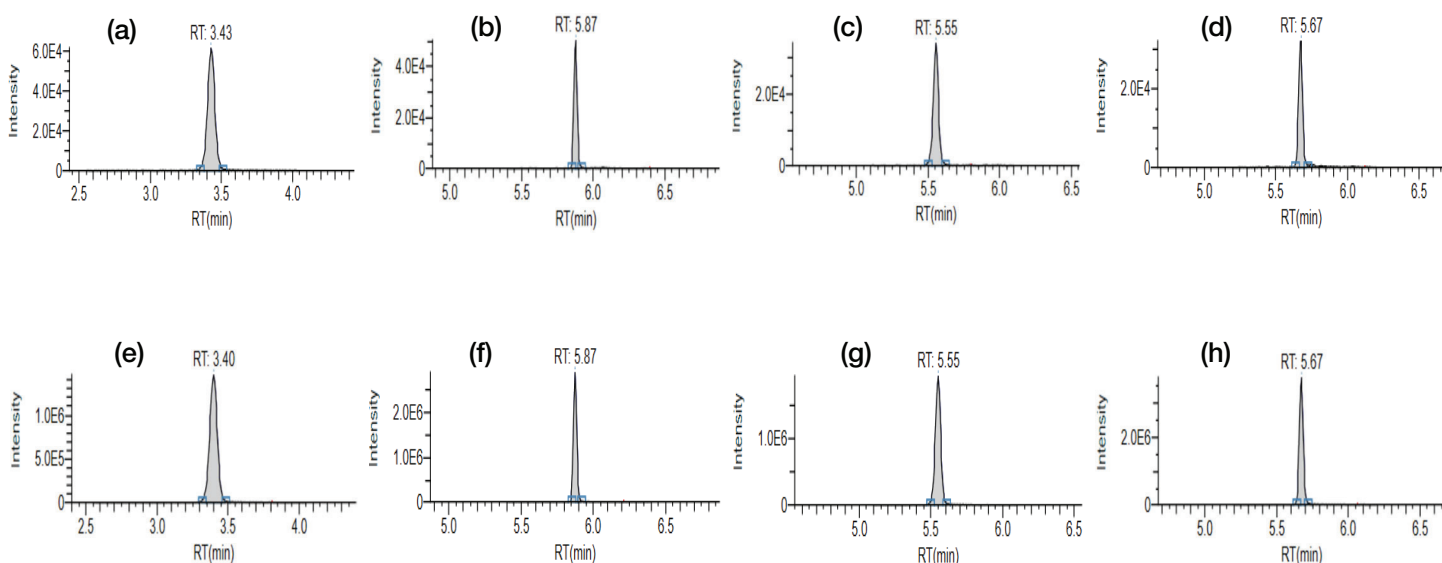 (a)
RT: 3.43
Intensity
6.0E4
4.0E4
2.0E4
0
2.5 3.0 3.5 4.0
RT(min)
(b)
RT: 5.87
Intensity
4.0E4
2.0E4
0
5.0 5.5 6.0 6.5
RT(min)
(c)
RT: 5.55
Intensity
2.0E4
0
5.0 5.5 6.0 6.5
RT(min)
(d)
RT: 5.67
Intensity
2.0E4
0
5.0 5.5 6.0 6.5
RT(min)
(e)
RT: 3.40
Intensity
1.0E6
5.0E5
0
2.5 3.0 3.5 4.0
RT(min)
(f)
RT: 5.87
Intensity
2.0E6
1.0E6
0
5.0 5.5 6.0 6.5
RT(min)
(g)
RT: 5.55
Intensity
1.0E6
0
5.0 5.5 6.0 6.5
RT(min)
(h)
RT: 5.67
Intensity
2.0E6
0
5.0 5.5 6.0 6.5
RT(min)